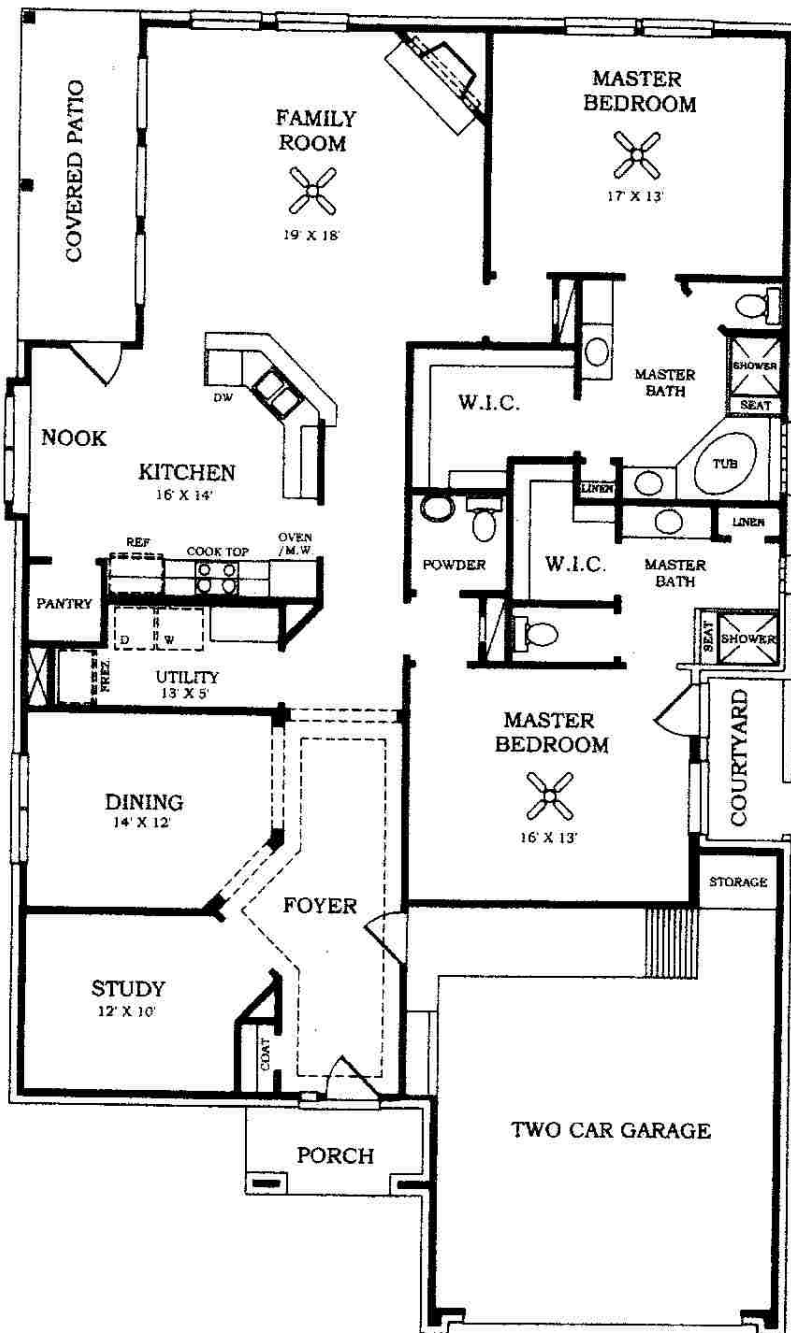 COVERED PATIO
FAMILY
ROOM
19' X 18'
MASTER
BEDROOM
17' X 13'
DW
W.I.C.
MASTER
BATH
SHOWER
SEAT
TUB
LINEN
NOOK
KITCHEN
16' X 14'
REF
COOK TOP
OVEN
/M.W.
PANTRY
D
W
FREZ
UTILITY
13' X 5'
POWDER
W.I.C.
MASTER
BATH
LINEN
SEAT
SHOWER
MASTER
BEDROOM
16' X 13'
COURTYARD
STORAGE
DINING
14' X 12'
FOYER
STUDY
12' X 10'
COAT
PORCH
TWO CAR GARAGE